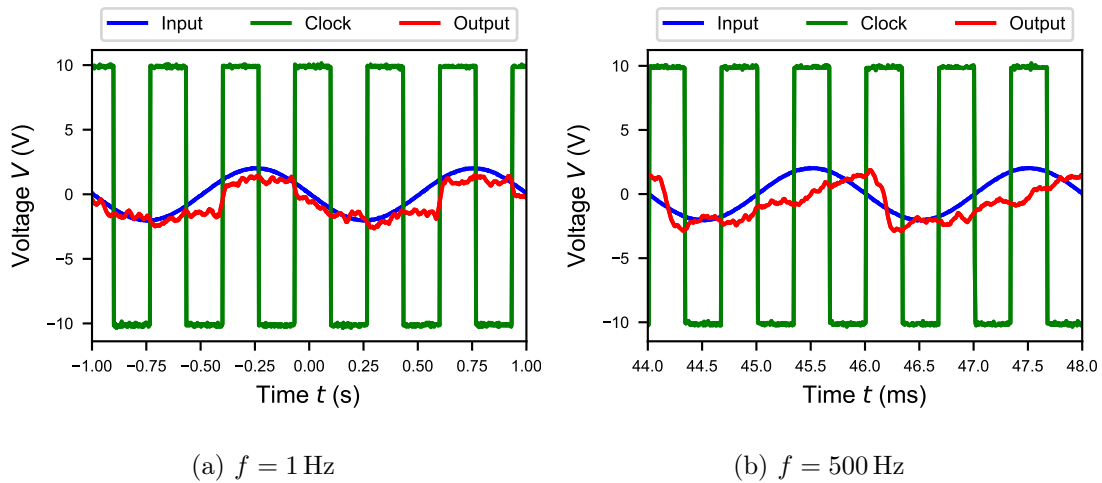 Input Clock Output
Voltage V (V)
10
5
0
−5
−10
−1.00 −0.75 −0.50 −0.25 0.00 0.25 0.50 0.75 1.00
Time t (s)
(a) f = 1 Hz
Input Clock Output
Voltage V (V)
10
5
0
−5
−10
44.0 44.5 45.0 45.5 46.0 46.5 47.0 47.5 48.0
Time t (ms)
(b) f = 500 Hz